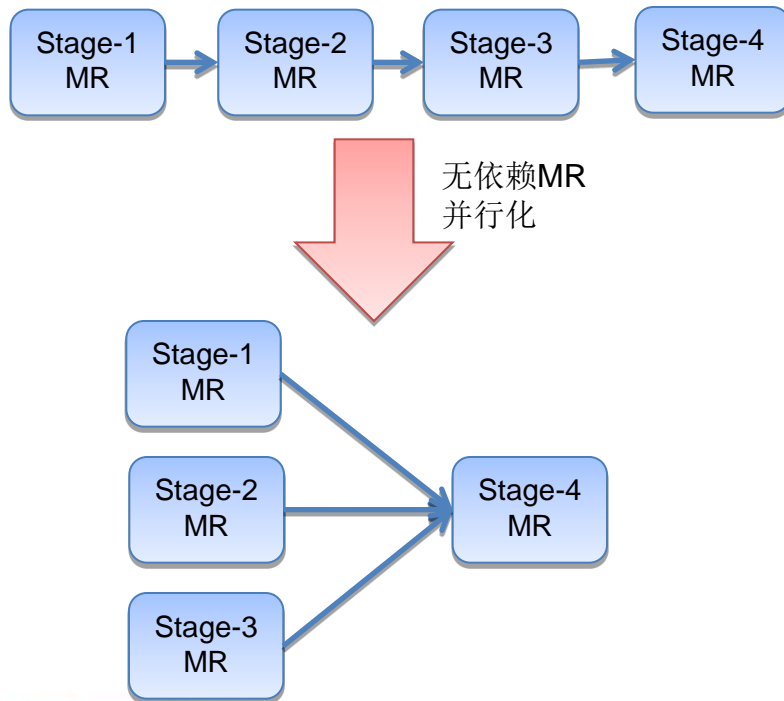 Stage-1
MR
Stage-2
MR
Stage-3
MR
Stage-4
MR
无依赖MR
并行化
Stage-1
MR
Stage-2
MR
Stage-4
MR
Stage-3
MR